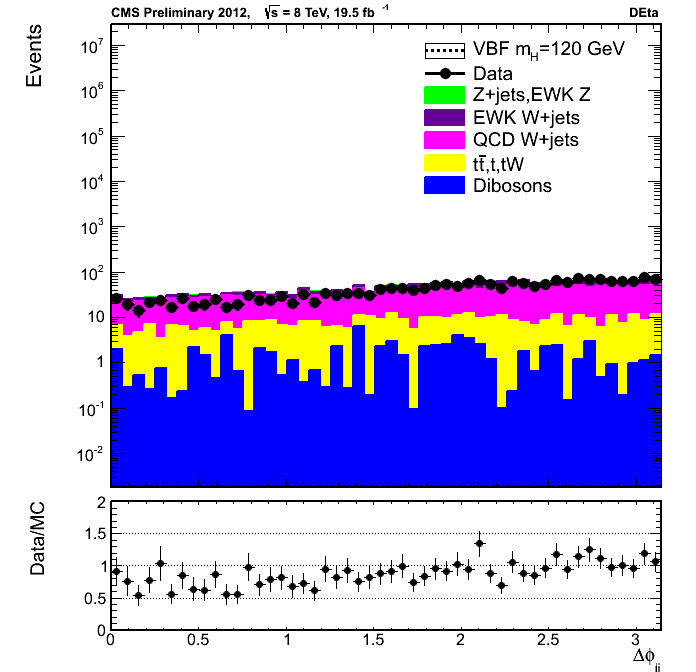 CMS Preliminary 2012, √s = 8 TeV, 19.5 fb⁻¹ DEta
Events
10⁷
10⁶
10⁵
10⁴
10³
10²
10
1
10⁻¹
10⁻²
VBF m_H=120 GeV
Data
Z+jets,EWK Z
EWK W+jets
QCD W+jets
tt̄,t,tW
Dibosons
Data/MC
2
1.5
1
0.5
0
0 0.5 1 1.5 2 2.5 3
Δϕ_jj